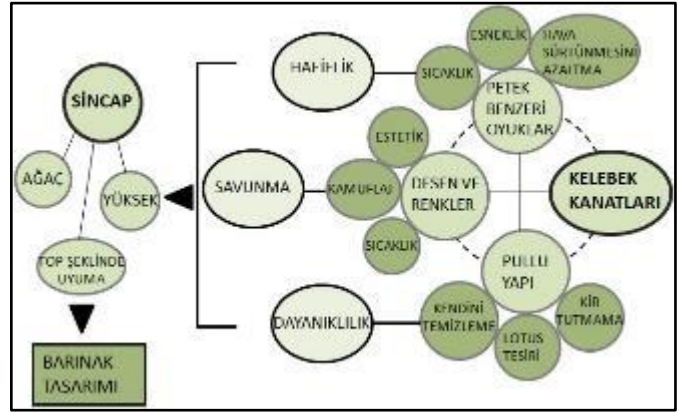 SİNCAP
AĞAÇ
YÜKSEK
TOP ŞEKLİNDE
UYUMA
BARINAK
TASARIMI
HAFİFLİK
SAVUNMA
DAYANIKLILIK
SICAKLIK
ESNEKLİK
HAVA
SÜRTÜNMESİNİ
AZALTMA
PETEK
BENZERİ
OYUKLAR
ESTETİK
KAMUFLAJ
SICAKLIK
DESEN VE
RENKLER
KELEBEK
KANATLARI
PULLU
YAPI
KENDİNİ
TEMİZLEME
LOTUS
TESİRİ
KİR
TUTMAMA